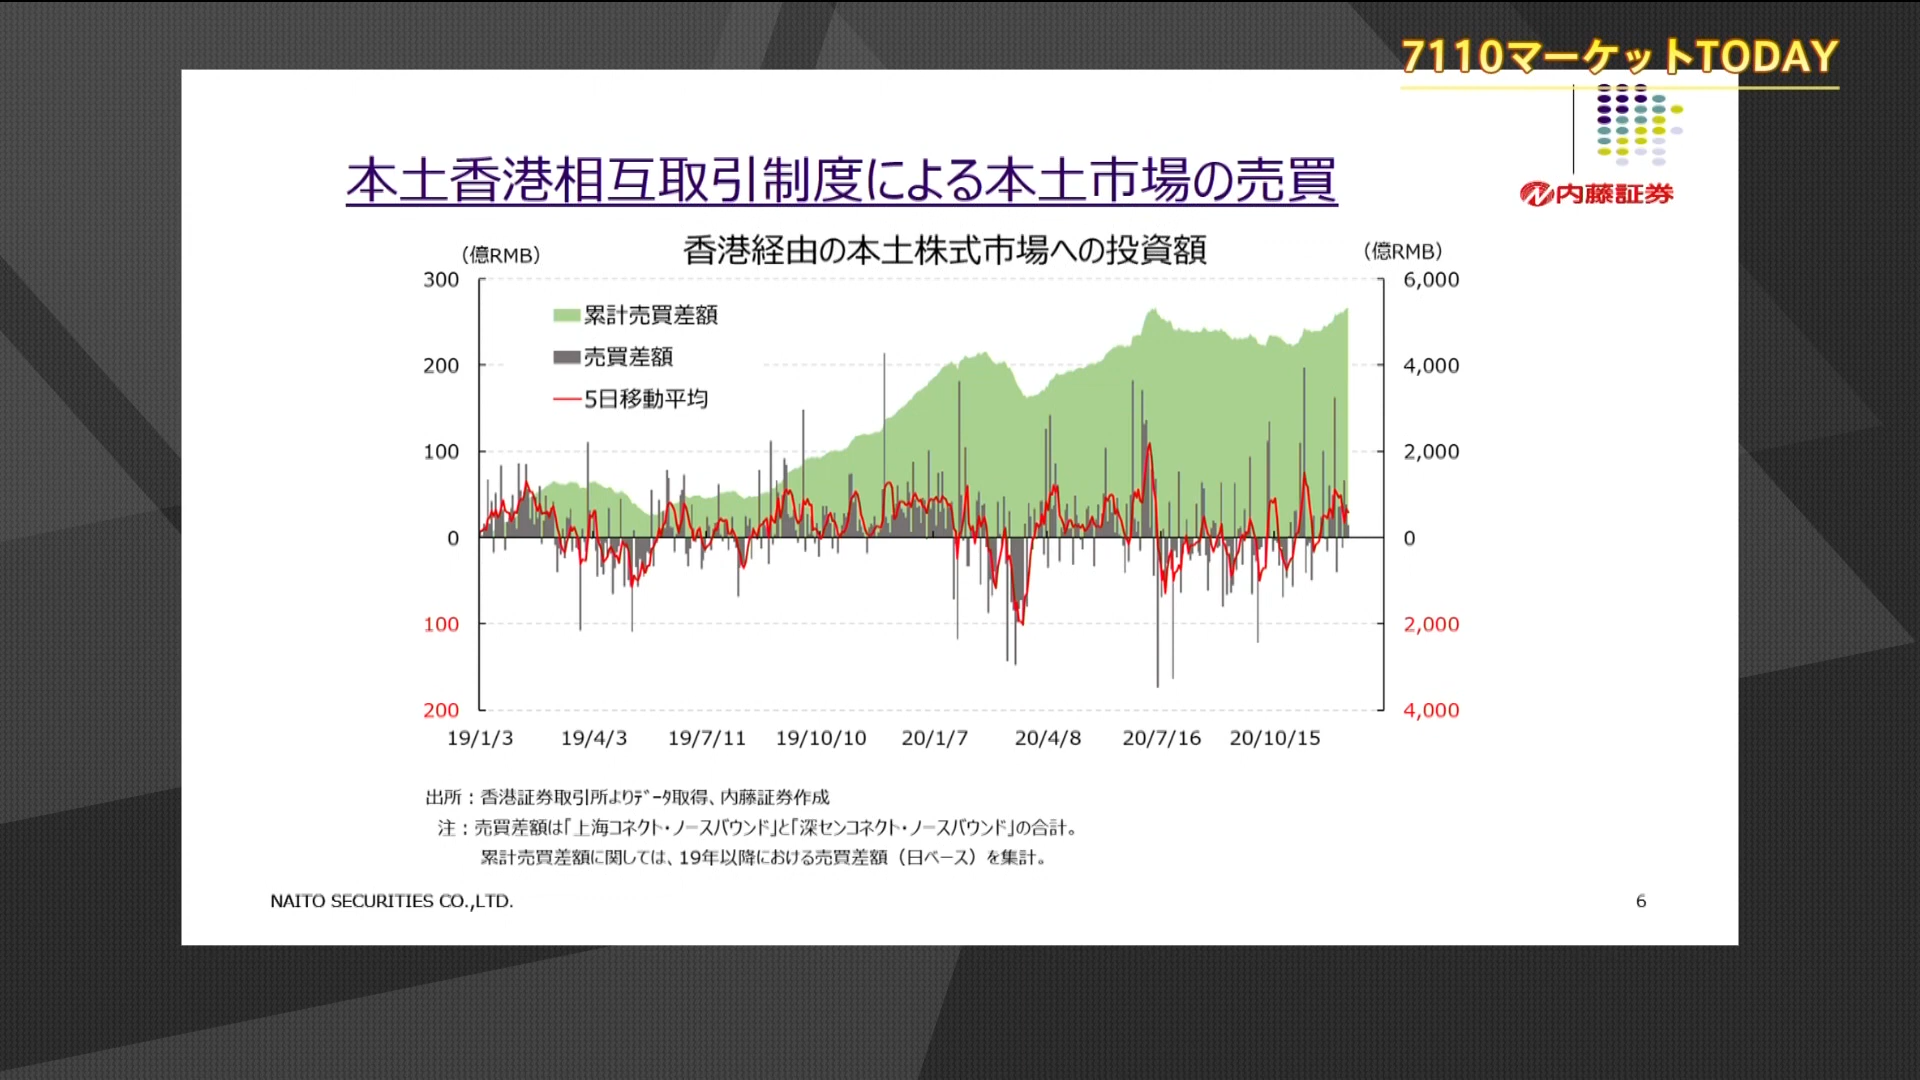 7110マーケットTODAY
内藤証券
本土香港相互取引制度による本土市場の売買
香港経由の本土株式市場への投資額
(億RMB)
(億RMB)
300
200
100
0
100
200
6,000
4,000
2,000
0
2,000
4,000
累計売買差額
売買差額
5日移動平均
19/1/3 19/4/3 19/7/11 19/10/10 20/1/7 20/4/8 20/7/16 20/10/15
出所：香港証券取引所よりﾃﾞｰﾀ取得、内藤証券作成
注：売買差額は｢上海コネクト・ノースバウンド｣と｢深センコネクト・ノースバウンド｣の合計。
累計売買差額に関しては、19年以降における売買差額（日ベース）を集計。
NAITO SECURITIES CO.,LTD.
6